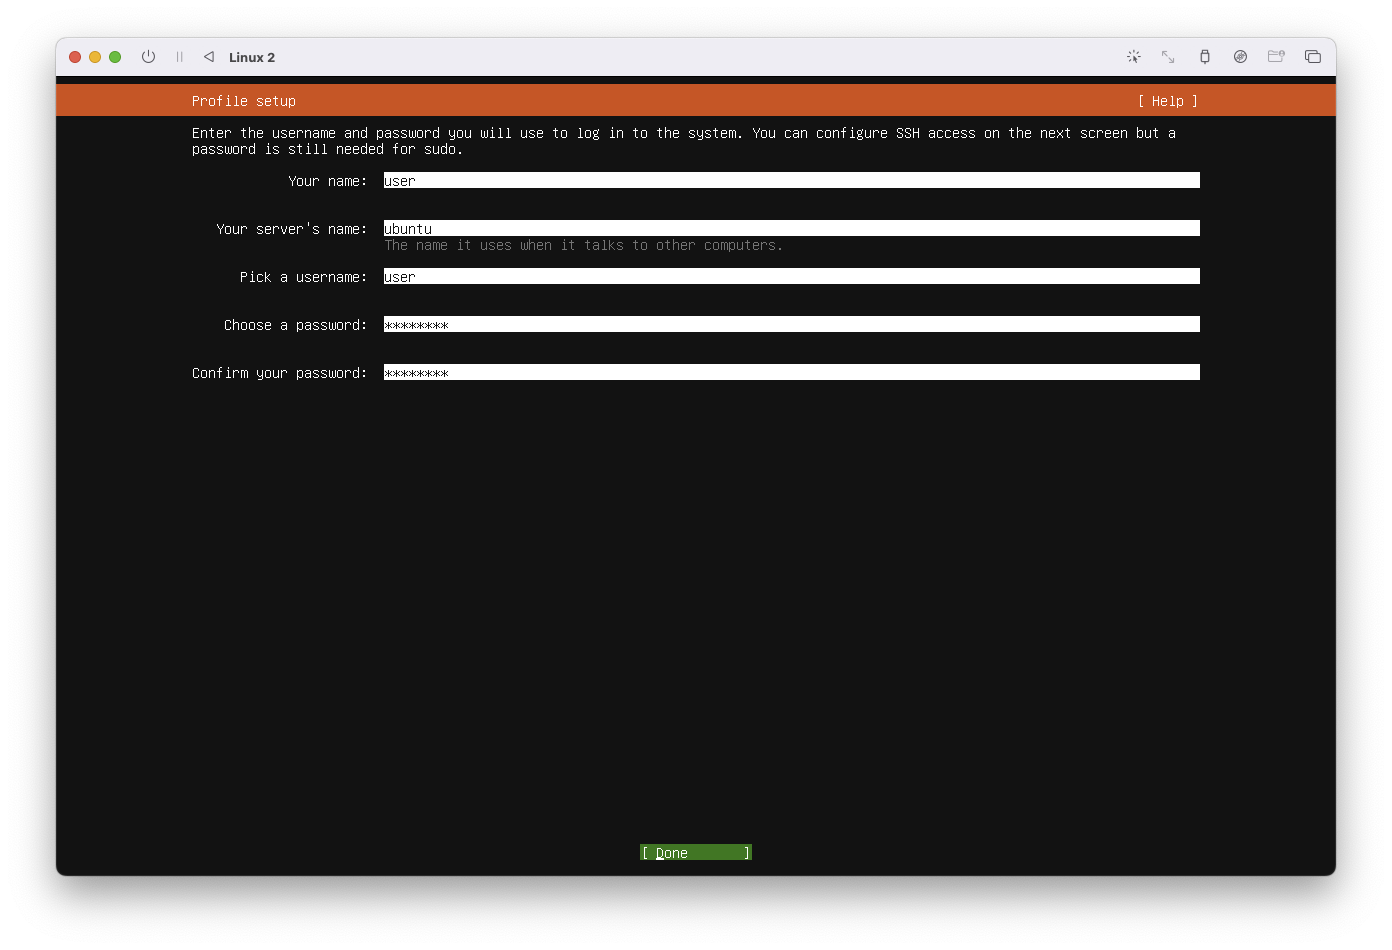 Linux 2
Profile setup [ Help ]
Enter the username and password you will use to log in to the system. You can configure SSH access on the next screen but a
password is still needed for sudo.
Your name: user
Your server's name: ubuntu
The name it uses when it talks to other computers.
Pick a username: user
Choose a password: ********
Confirm your password: ********
[ Done ]